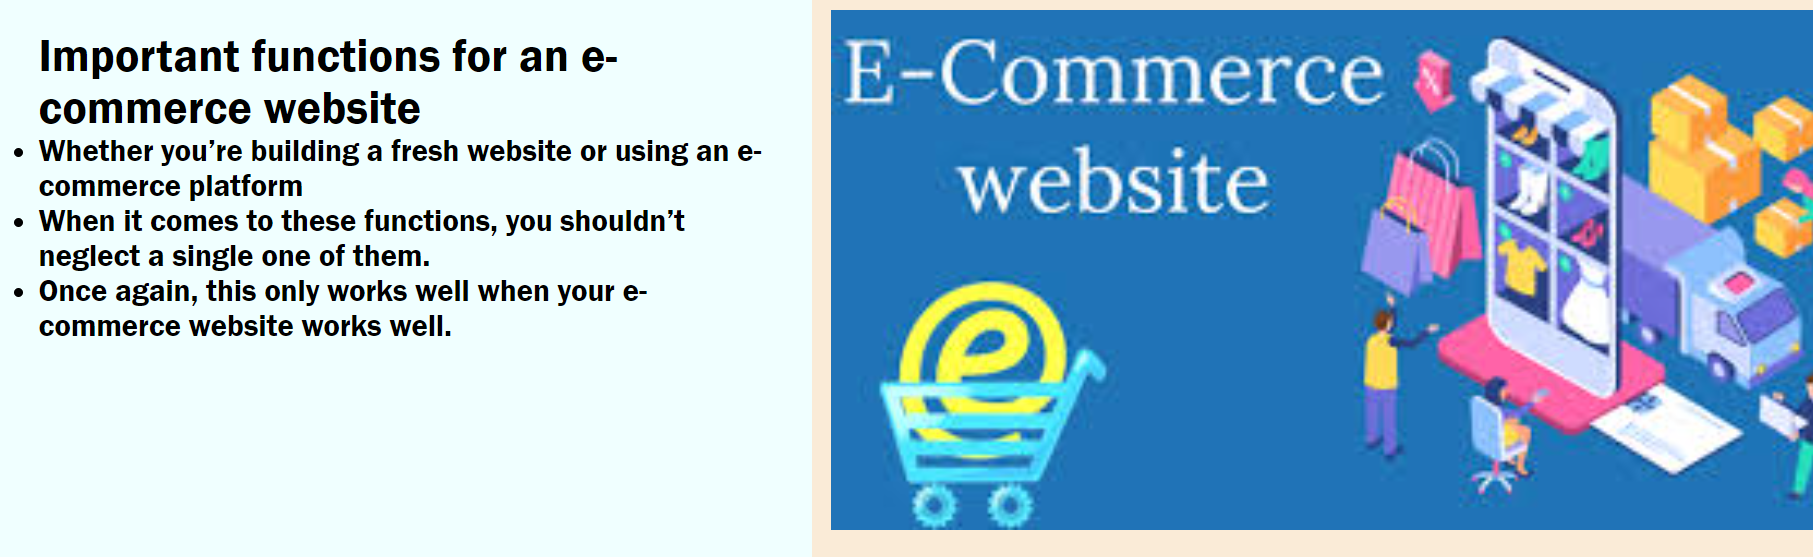 Important functions for an e-
commerce website
• Whether you’re building a fresh website or using an e-
commerce platform
• When it comes to these functions, you shouldn’t
neglect a single one of them.
• Once again, this only works well when your e-
commerce website works well.
E-Commerce
website
%
e